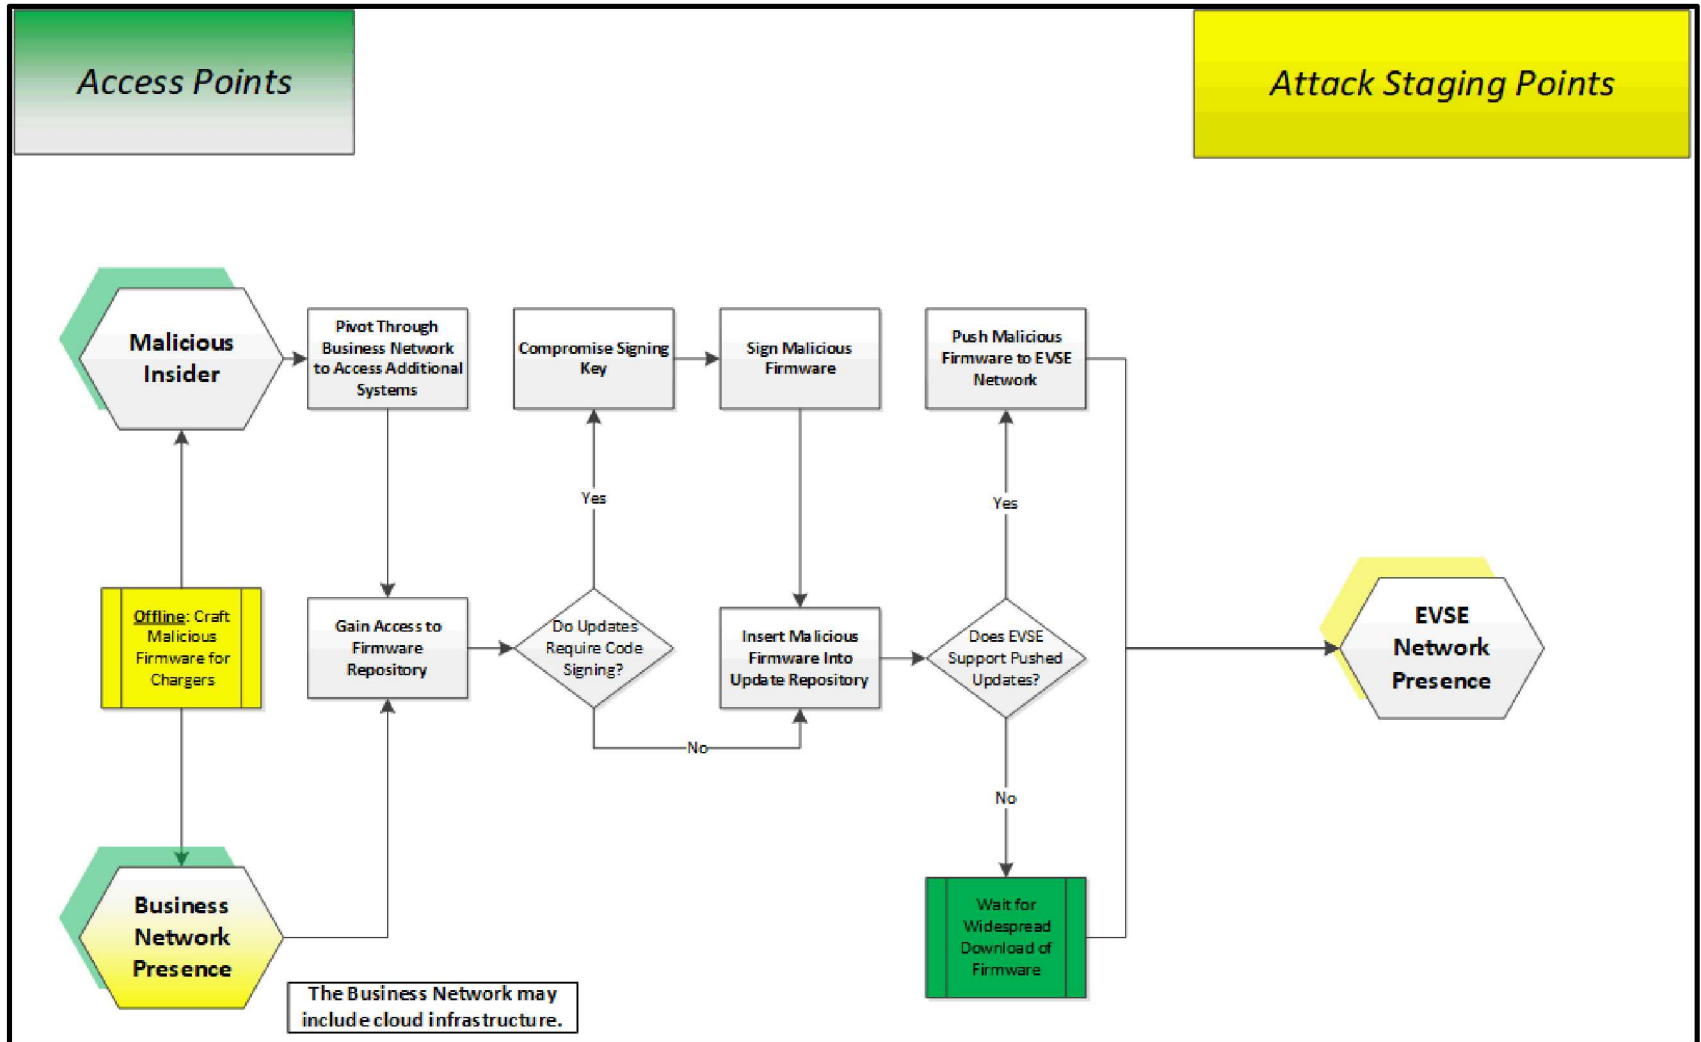 Access Points
Attack Staging Points
Malicious
Insider
Pivot Through
Business Network
to Access Additional
Systems
Compromise Signing
Key
Sign Malicious
Firmware
Push Malicious
Firmware to EVSE
Network
Yes
Yes
Offline: Craft
Malicious
Firmware for
Chargers
Gain Access to
Firmware
Repository
Do Updates
Require Code
Signing?
Insert Malicious
Firmware Into
Update Repository
Does EVSE
Support Pushed
Updates?
EVSE
Network
Presence
No
No
Business
Network
Presence
Wait for
Widespread
Download of
Firmware
The Business Network may
include cloud infrastructure.